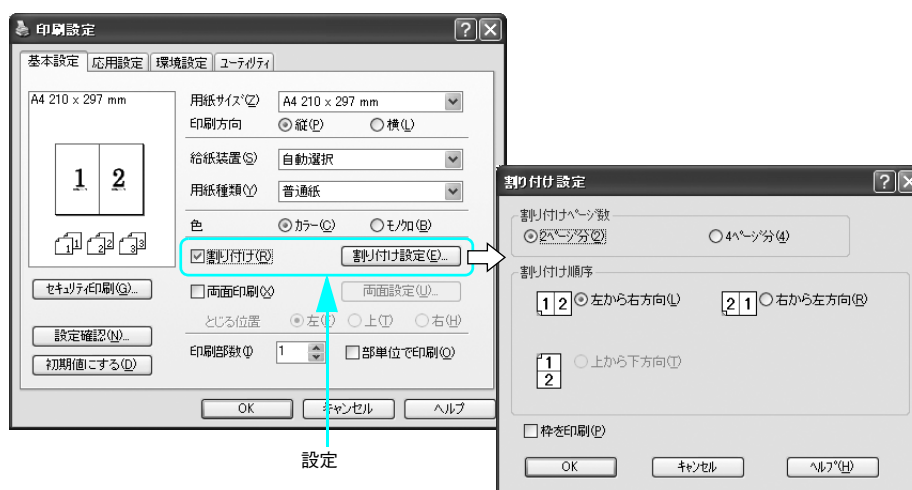 印刷設定
基本設定 応用設定 環境設定 ユーティリティ
A4 210 x 297 mm
1 2
1 1 2 2 3 3
セキュリティ印刷(G)...
設定確認(N)...
初期値にする(D)
用紙サイズ(Z) A4 210 x 297 mm
印刷方向 縦(P) 横(L)
給紙装置(S) 自動選択
用紙種類(Y) 普通紙
色 カラー(C) モノクロ(B)
割り付け(R) 割り付け設定(E)...
両面印刷(X) 両面設定(U)...
とじる位置 左(F) 上(T) 右(H)
印刷部数(I) 1 部単位で印刷(O)
OK キャンセル ヘルプ
設定
割り付け設定
割り付けページ数
2ページ分(2) 4ページ分(4)
割り付け順序
1 2 左から右方向(L) 2 1 右から左方向(R)
1 上から下方向(T)
2
枠を印刷(P)
OK キャンセル ヘルプ(H)